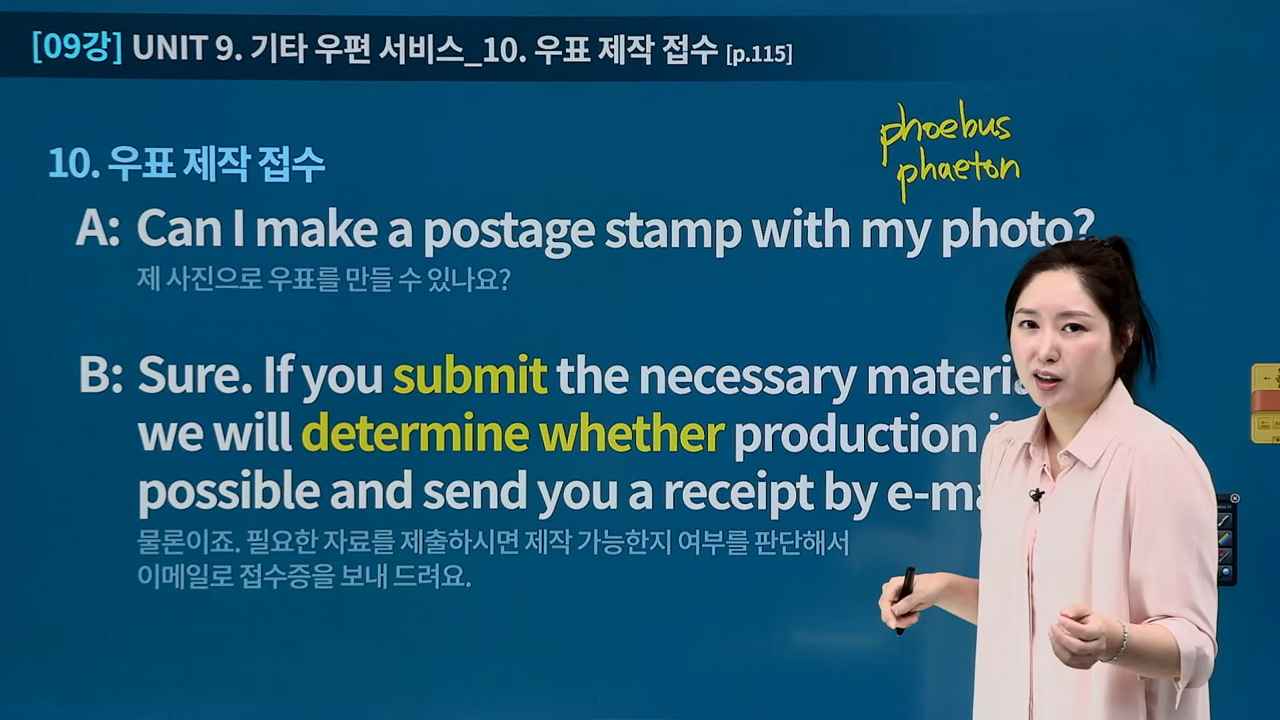 [09강] UNIT 9. 기타 우편 서비스_10. 우표 제작 접수 [p.115]
phoebus
phaeton
10. 우표 제작 접수
A: Can I make a postage stamp with my photo?
제 사진으로 우표를 만들 수 있나요?
B: Sure. If you submit the necessary
we will determine whether production
possible and send you a receipt by
물론이죠. 필요한 자료를 제출하시면 제작 가능한지 여부를 판단해서
이메일로 접수증을 보내 드려요.